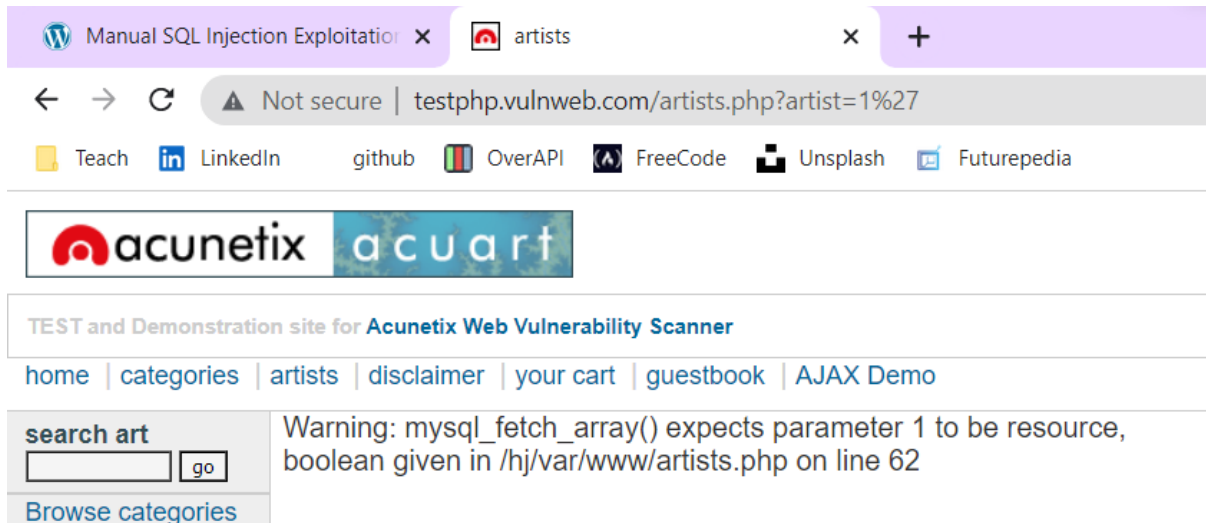 Manual SQL Injection Exploitation
artists
Not secure | testphp.vulnweb.com/artists.php?artist=1%27
Teach LinkedIn github OverAPI FreeCode Unsplash Futurepedia
acunetix acuart
TEST and Demonstration site for Acunetix Web Vulnerability Scanner
home | categories | artists | disclaimer | your cart | guestbook | AJAX Demo
search art
go
Browse categories
Warning: mysql_fetch_array() expects parameter 1 to be resource,
boolean given in /hj/var/www/artists.php on line 62